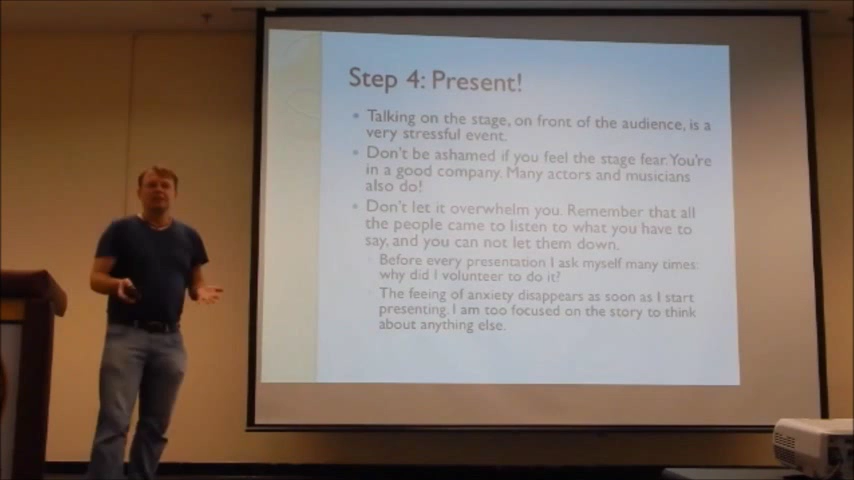 Step 4: Present!
Talking on the stage, on front of the audience, is a
very stressful event.
Don't be ashamed if you feel the stage fear. You're
in a good company. Many actors and musicians
also do!
Don't let it overwhelm you. Remember that all
the people came to listen to what you have to
say, and you can not let them down.
Before every presentation I ask myself many times:
why did I volunteer to do it?
The feeing of anxiety disappears as soon as I start
presenting. I am too focused on the story to think
about anything else.